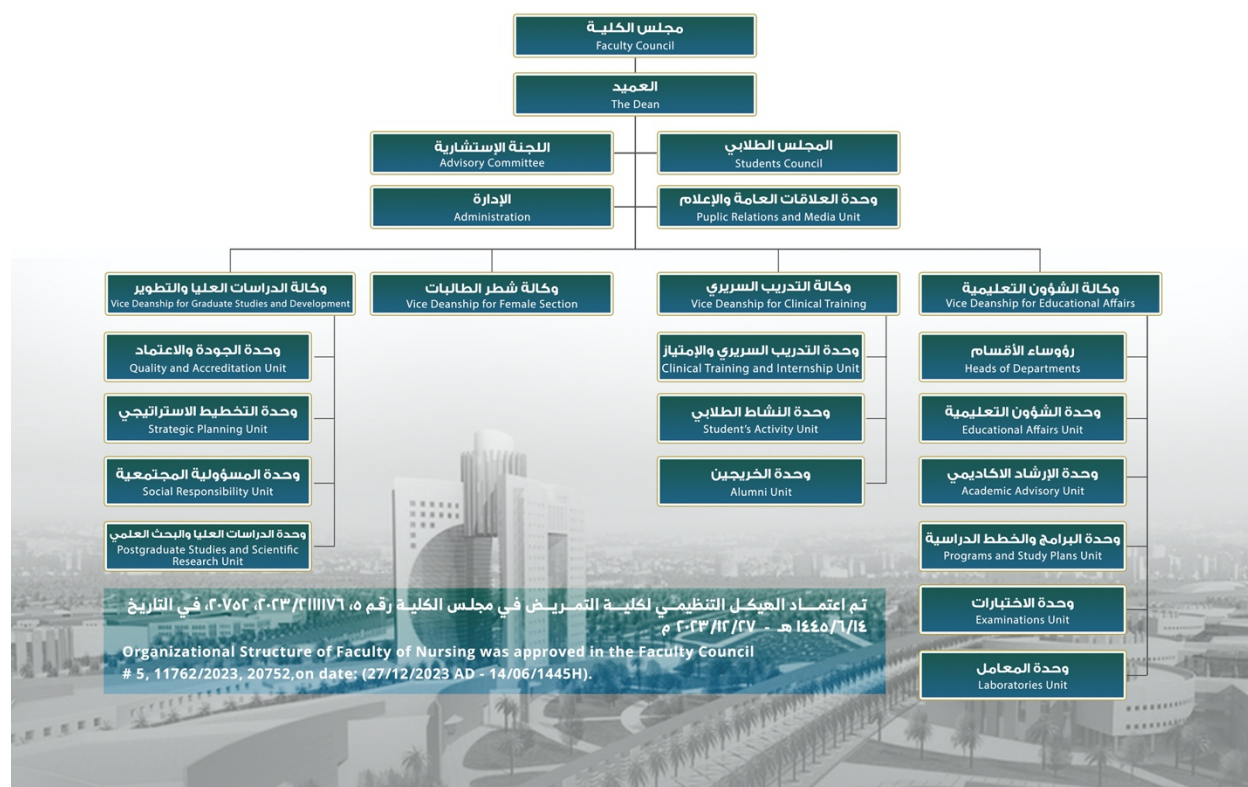 مجلس الكلية
Faculty Council
العميد
The Dean
اللجنة الإستشارية
Advisory Committee
المجلس الطلابي
Students Council
الإدارة
Administration
وحدة العلاقات العامة والإعلام
Puplic Relations and Media Unit
وكالة الدراسات العليا والتطوير
Vice Deanship for Graduate Studies and Development
وكالة شطر الطالبات
Vice Deanship for Female Section
وكالة التدريب السريري
Vice Deanship for Clinical Training
وكالة الشؤون التعليمية
Vice Deanship for Educational Affairs
وحدة الجودة والاعتماد
Quality and Accreditation Unit
وحدة التخطيط الاستراتيجي
Strategic Planning Unit
وحدة المسؤولية المجتمعية
Social Responsibility Unit
وحدة الدراسات العليا والبحث العلمي
Postgraduate Studies and Scientific
Research Unit
وحدة التدريب السريري والإمتياز
Clinical Training and Internship Unit
وحدة النشاط الطلابي
Student's Activity Unit
وحدة الخريجين
Alumni Unit
رؤوساء الأقسام
Heads of Departments
وحدة الشؤون التعليمية
Educational Affairs Unit
وحدة الإرشاد الاكاديمي
Academic Advisory Unit
وحدة البرامج والخطط الدراسية
Programs and Study Plans Unit
وحدة الاختبارات
Examinations Unit
وحدة المعامل
Laboratories Unit
تم اعتماد الهيكل التنظيمي لكلية التمريض في مجلس الكلية رقم ٥، ٢٠٢٣/٢١١١١٧٦، ٢٠٧٥٢، في التاريخ
١٤٤٥/٦/١٤ هـ - ٢٠٢٣/١٢/٢٧ م
Organizational Structure of Faculty of Nursing was approved in the Faculty Council
# 5, 11762/2023, 20752,on date: (27/12/2023 AD - 14/06/1445H).